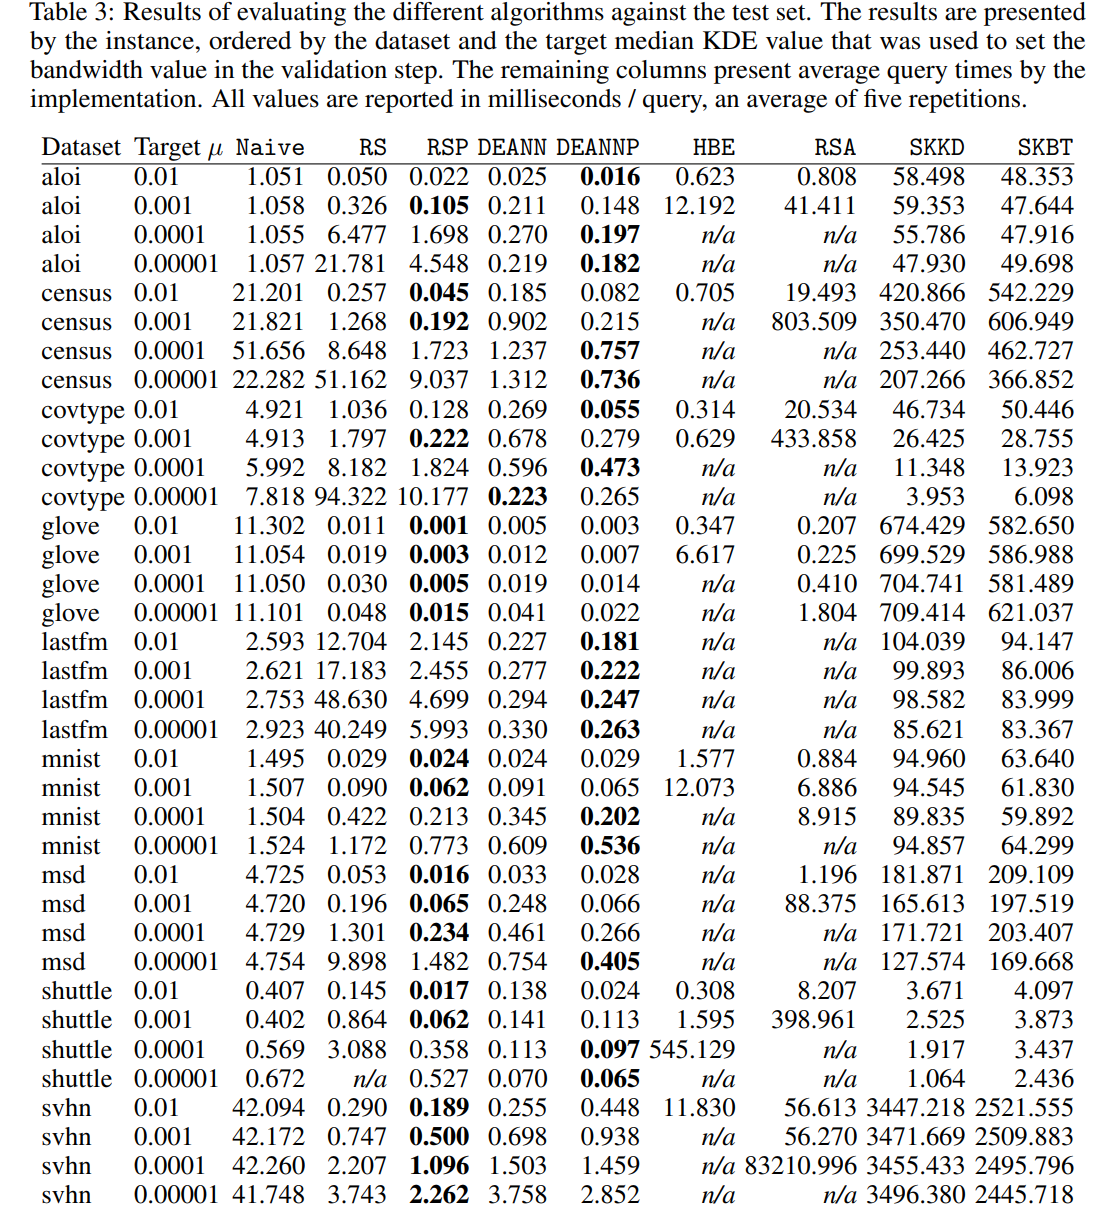 Table 3: Results of evaluating the different algorithms against the test set. The results are presented
by the instance, ordered by the dataset and the target median KDE value that was used to set the
bandwidth value in the validation step. The remaining columns present average query times by the
implementation. All values are reported in milliseconds / query, an average of five repetitions.
Dataset Target μ Naive RS RSP DEANN DEANNP HBE RSA SKKD SKBT
aloi 0.01 1.051 0.050 0.022 0.025 0.016 0.623 0.808 58.498 48.353
aloi 0.001 1.058 0.326 0.105 0.211 0.148 12.192 41.411 59.353 47.644
aloi 0.0001 1.055 6.477 1.698 0.270 0.197 n/a n/a 55.786 47.916
aloi 0.00001 1.057 21.781 4.548 0.219 0.182 n/a n/a 47.930 49.698
census 0.01 21.201 0.257 0.045 0.185 0.082 0.705 19.493 420.866 542.229
census 0.001 21.821 1.268 0.192 0.902 0.215 n/a 803.509 350.470 606.949
census 0.0001 51.656 8.648 1.723 1.237 0.757 n/a n/a 253.440 462.727
census 0.00001 22.282 51.162 9.037 1.312 0.736 n/a n/a 207.266 366.852
covtype 0.01 4.921 1.036 0.128 0.269 0.055 0.314 20.534 46.734 50.446
covtype 0.001 4.913 1.797 0.222 0.678 0.279 0.629 433.858 26.425 28.755
covtype 0.0001 5.992 8.182 1.824 0.596 0.473 n/a n/a 11.348 13.923
covtype 0.00001 7.818 94.322 10.177 0.223 0.265 n/a n/a 3.953 6.098
glove 0.01 11.302 0.011 0.001 0.005 0.003 0.347 0.207 674.429 582.650
glove 0.001 11.054 0.019 0.003 0.012 0.007 6.617 0.225 699.529 586.988
glove 0.0001 11.050 0.030 0.005 0.019 0.014 n/a 0.410 704.741 581.489
glove 0.00001 11.101 0.048 0.015 0.041 0.022 n/a 1.804 709.414 621.037
lastfm 0.01 2.593 12.704 2.145 0.227 0.181 n/a n/a 104.039 94.147
lastfm 0.001 2.621 17.183 2.455 0.277 0.222 n/a n/a 99.893 86.006
lastfm 0.0001 2.753 48.630 4.699 0.294 0.247 n/a n/a 98.582 83.999
lastfm 0.00001 2.923 40.249 5.993 0.330 0.263 n/a n/a 85.621 83.367
mnist 0.01 1.495 0.029 0.024 0.024 0.029 1.577 0.884 94.960 63.640
mnist 0.001 1.507 0.090 0.062 0.091 0.065 12.073 6.886 94.545 61.830
mnist 0.0001 1.504 0.422 0.213 0.345 0.202 n/a 8.915 89.835 59.892
mnist 0.00001 1.524 1.172 0.773 0.609 0.536 n/a n/a 94.857 64.299
msd 0.01 4.725 0.053 0.016 0.033 0.028 n/a 1.196 181.871 209.109
msd 0.001 4.720 0.196 0.065 0.248 0.066 n/a 88.375 165.613 197.519
msd 0.0001 4.729 1.301 0.234 0.461 0.266 n/a n/a 171.721 203.407
msd 0.00001 4.754 9.898 1.482 0.754 0.405 n/a n/a 127.574 169.668
shuttle 0.01 0.407 0.145 0.017 0.138 0.024 0.308 8.207 3.671 4.097
shuttle 0.001 0.402 0.864 0.062 0.141 0.113 1.595 398.961 2.525 3.873
shuttle 0.0001 0.569 3.088 0.358 0.113 0.097 545.129 n/a 1.917 3.437
shuttle 0.00001 0.672 n/a 0.527 0.070 0.065 n/a n/a 1.064 2.436
svhn 0.01 42.094 0.290 0.189 0.255 0.448 11.830 56.613 3447.218 2521.555
svhn 0.001 42.172 0.747 0.500 0.698 0.938 n/a 56.270 3471.669 2509.883
svhn 0.0001 42.260 2.207 1.096 1.503 1.459 n/a 83210.996 3455.433 2495.796
svhn 0.00001 41.748 3.743 2.262 3.758 2.852 n/a n/a 3496.380 2445.718